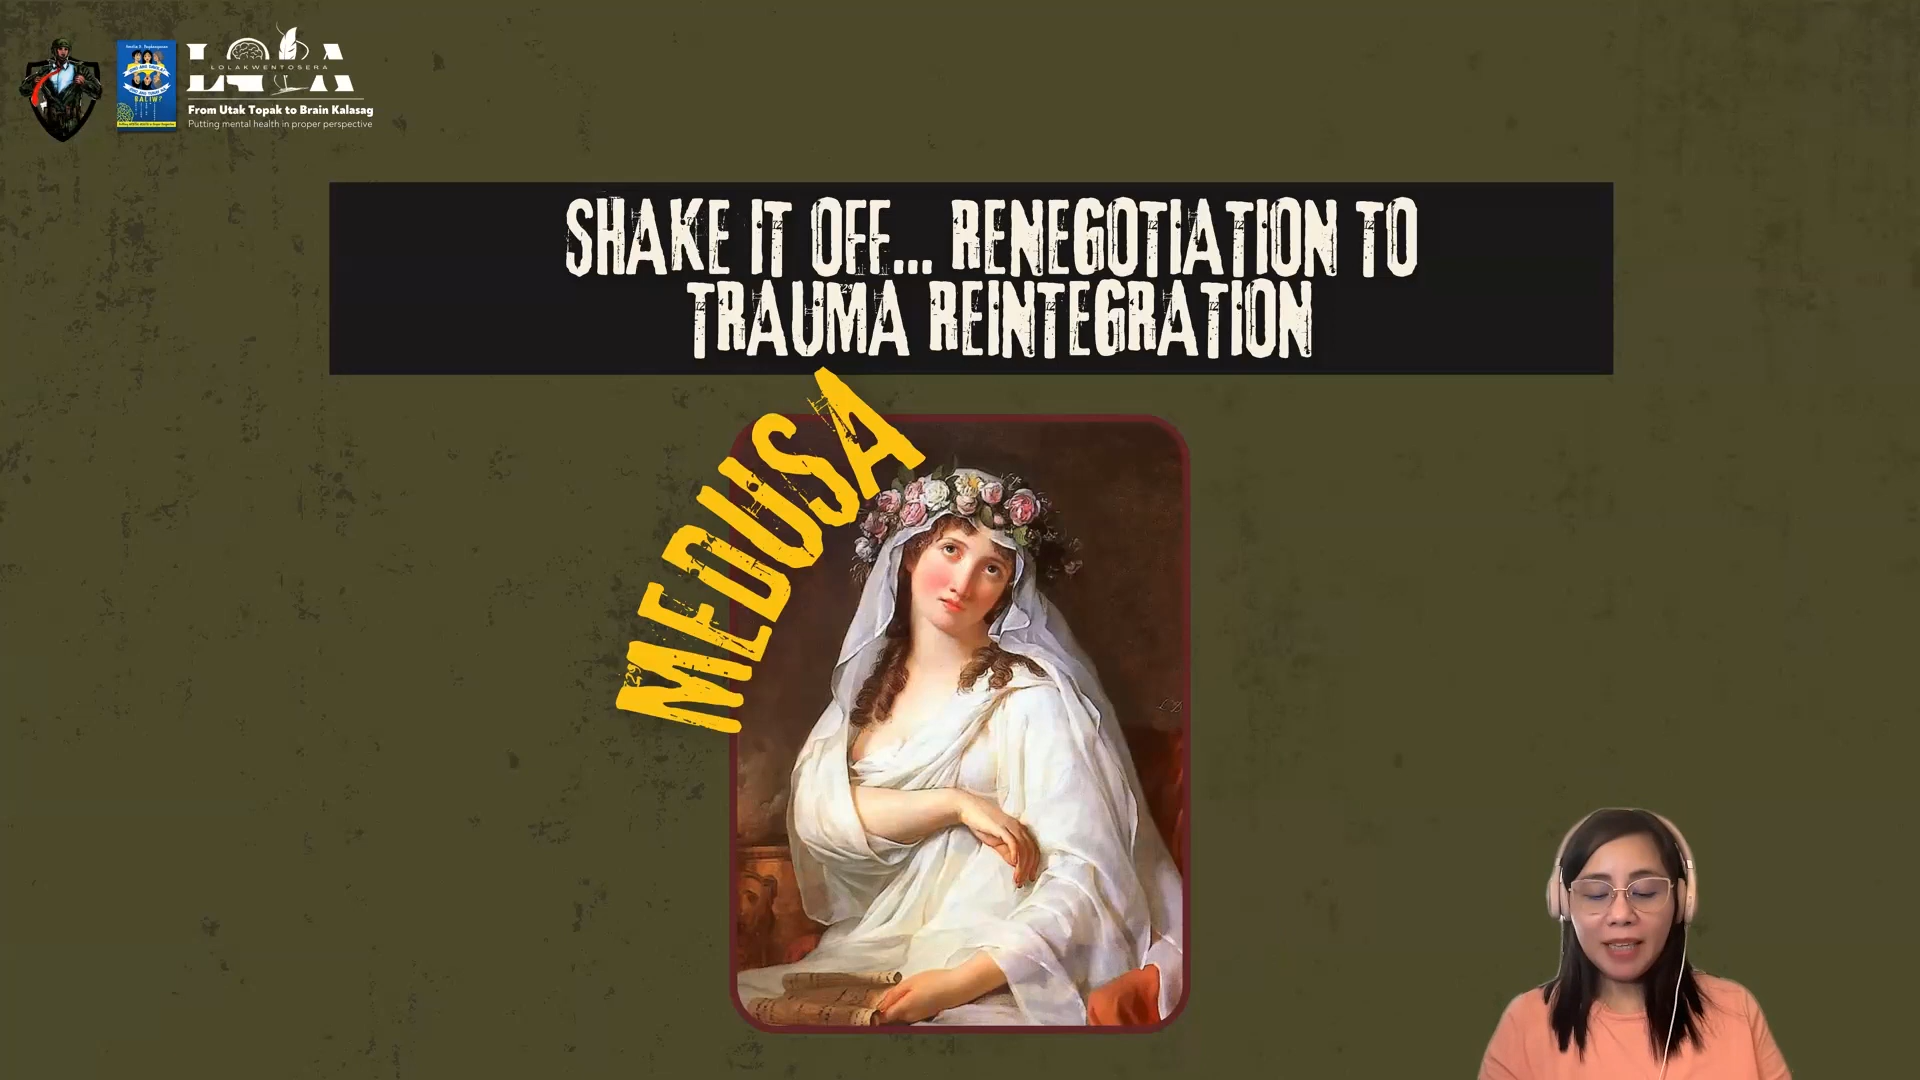 LOLA
LOLAKWENTOSERA
From Utak Topak to Brain Kalasag
Putting mental health in proper perspective
SHAKE IT OFF... RENEGOTIATION TO
TRAUMA REINTEGRATION
MEDUSA